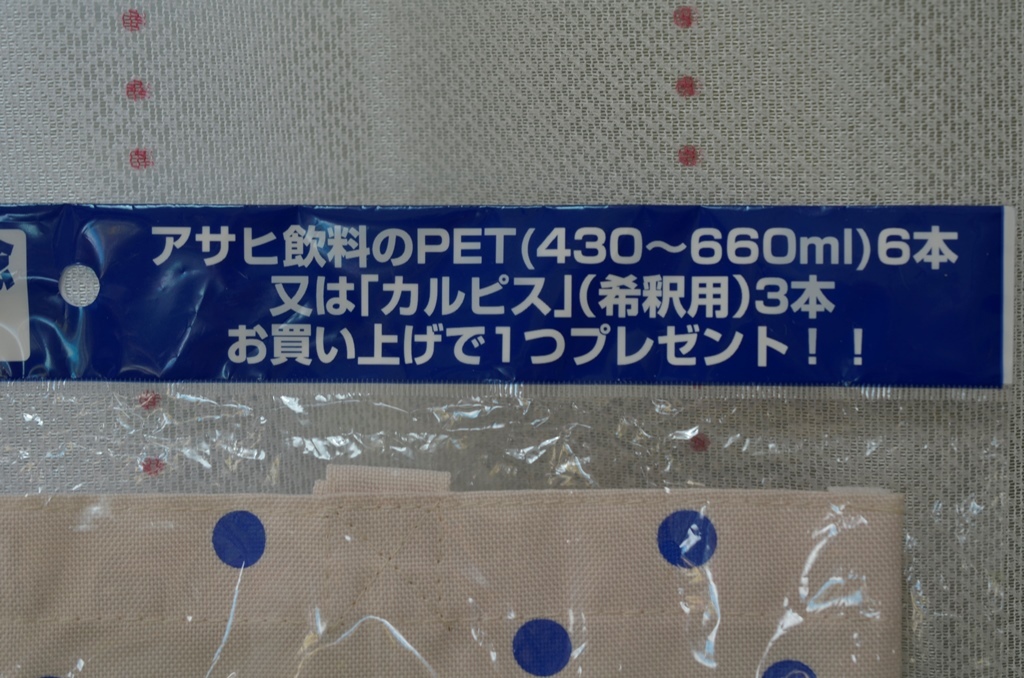 アサヒ飲料のPET(430～660ml)6本
又は「カルピス」(希釈用)3本
お買い上げで1つプレゼント！！